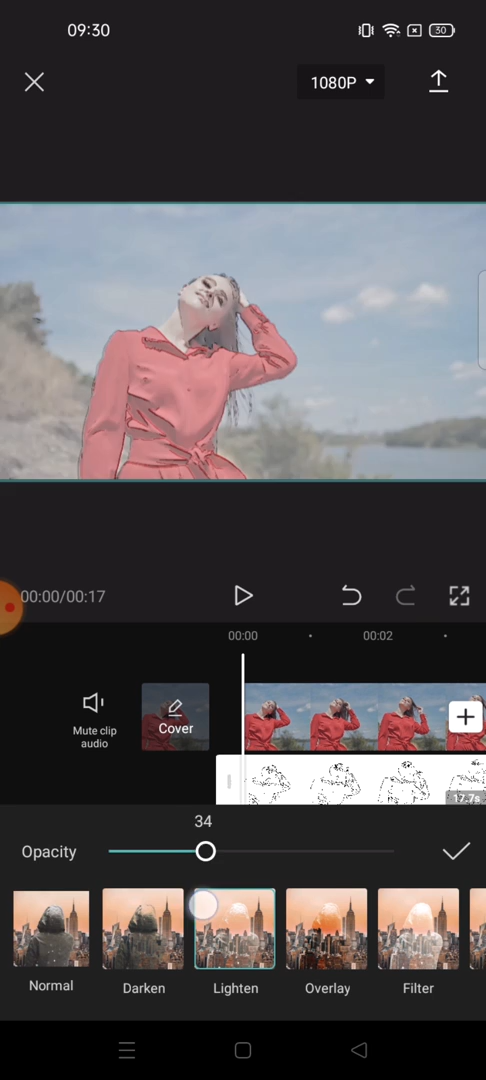 09:30
30
1080P
00:00/00:17
00:00
00:02
Mute clip
audio
Cover
17.7s
34
Opacity
Normal
Darken
Lighten
Overlay
Filter